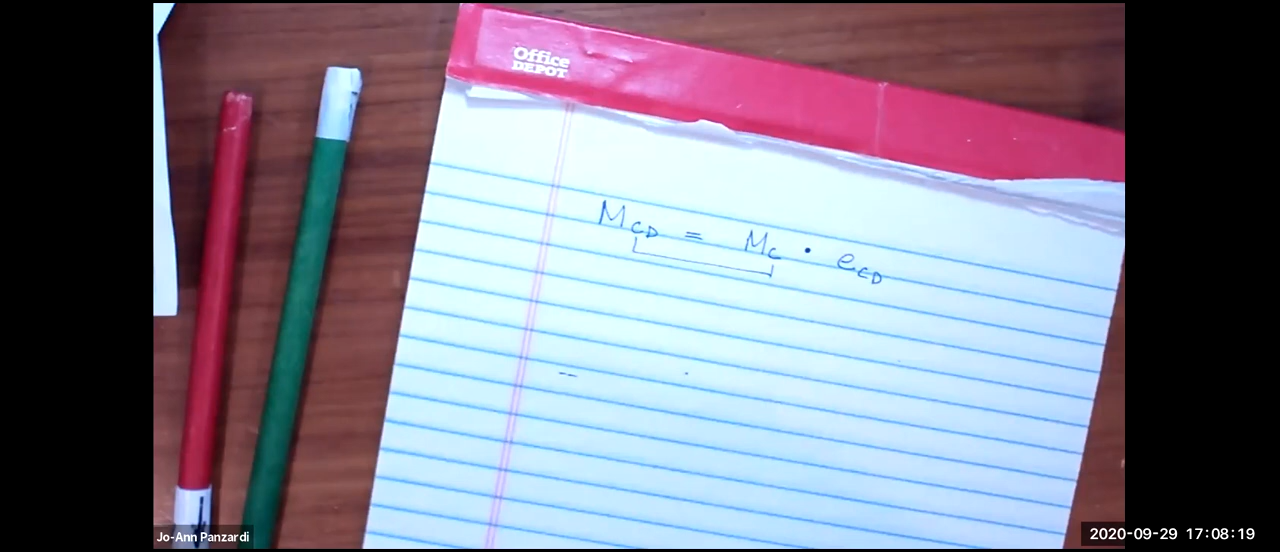 Office
DEPOT
M_CD = M_C · e_CD
Jo-Ann Panzardi
2020-09-29 17:08:19